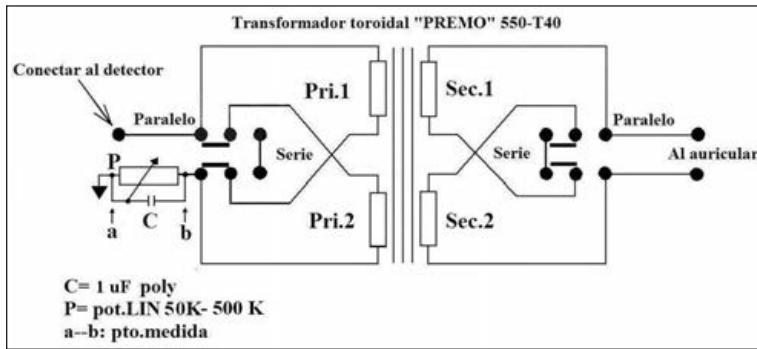 Transformador toroidal "PREMO" 550-T40
Conectar al detector
Paralelo
Pri.1
Sec.1
Paralelo
P
Serie
Serie
Al auricular
C
a
b
Pri.2
Sec.2
C= 1 uF poly
P= pot.LIN 50K- 500 K
a--b: pto.medida